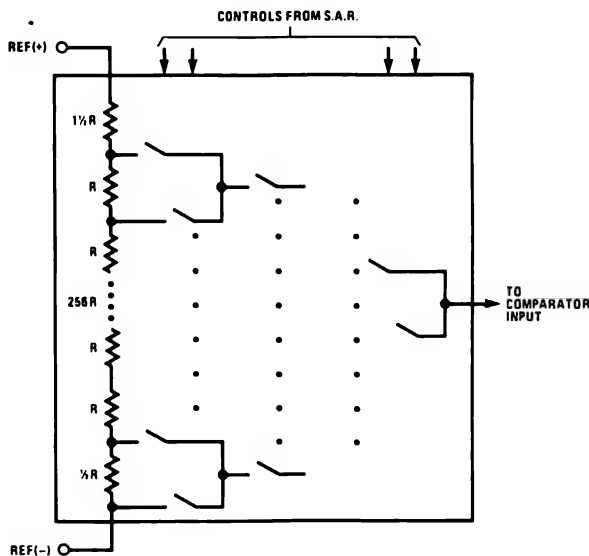 CONTROLS FROM S.A.R.
REF(+)
1½R
R
R
256R
R
R
½R
TO
COMPARATOR
INPUT
REF(−)